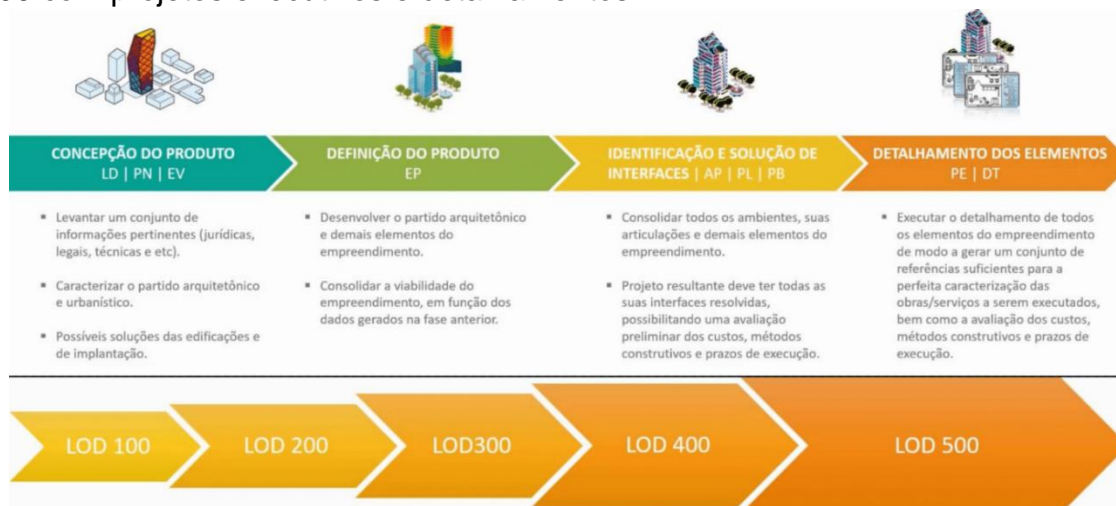 CONCEPÇÃO DO PRODUTO
LD | PN | EV
▪ Levantar um conjunto de
informações pertinentes (jurídicas,
legais, técnicas e etc).
▪ Caracterizar o partido arquitetônico
e urbanístico.
▪ Possíveis soluções das edificações e
de implantação.
DEFINIÇÃO DO PRODUTO
EP
▪ Desenvolver o partido arquitetônico
e demais elementos do
empreendimento.
▪ Consolidar a viabilidade do
empreendimento, em função dos
dados gerados na fase anterior.
IDENTIFICAÇÃO E SOLUÇÃO DE
INTERFACES | AP | PL | PB
▪ Consolidar todos os ambientes, suas
articulações e demais elementos do
empreendimento.
▪ Projeto resultante deve ter todas as
suas interfaces resolvidas,
possibilitando uma avaliação
preliminar dos custos, métodos
construtivos e prazos de execução.
DETALHAMENTO DOS ELEMENTOS
PE | DT
▪ Executar o detalhamento de todos
os elementos do empreendimento
de modo a gerar um conjunto de
referências suficientes para a
perfeita caracterização das
obras/serviços a serem executados,
bem como a avaliação dos custos,
métodos construtivos e prazos de
execução.
LOD 100
LOD 200
LOD300
LOD 400
LOD 500